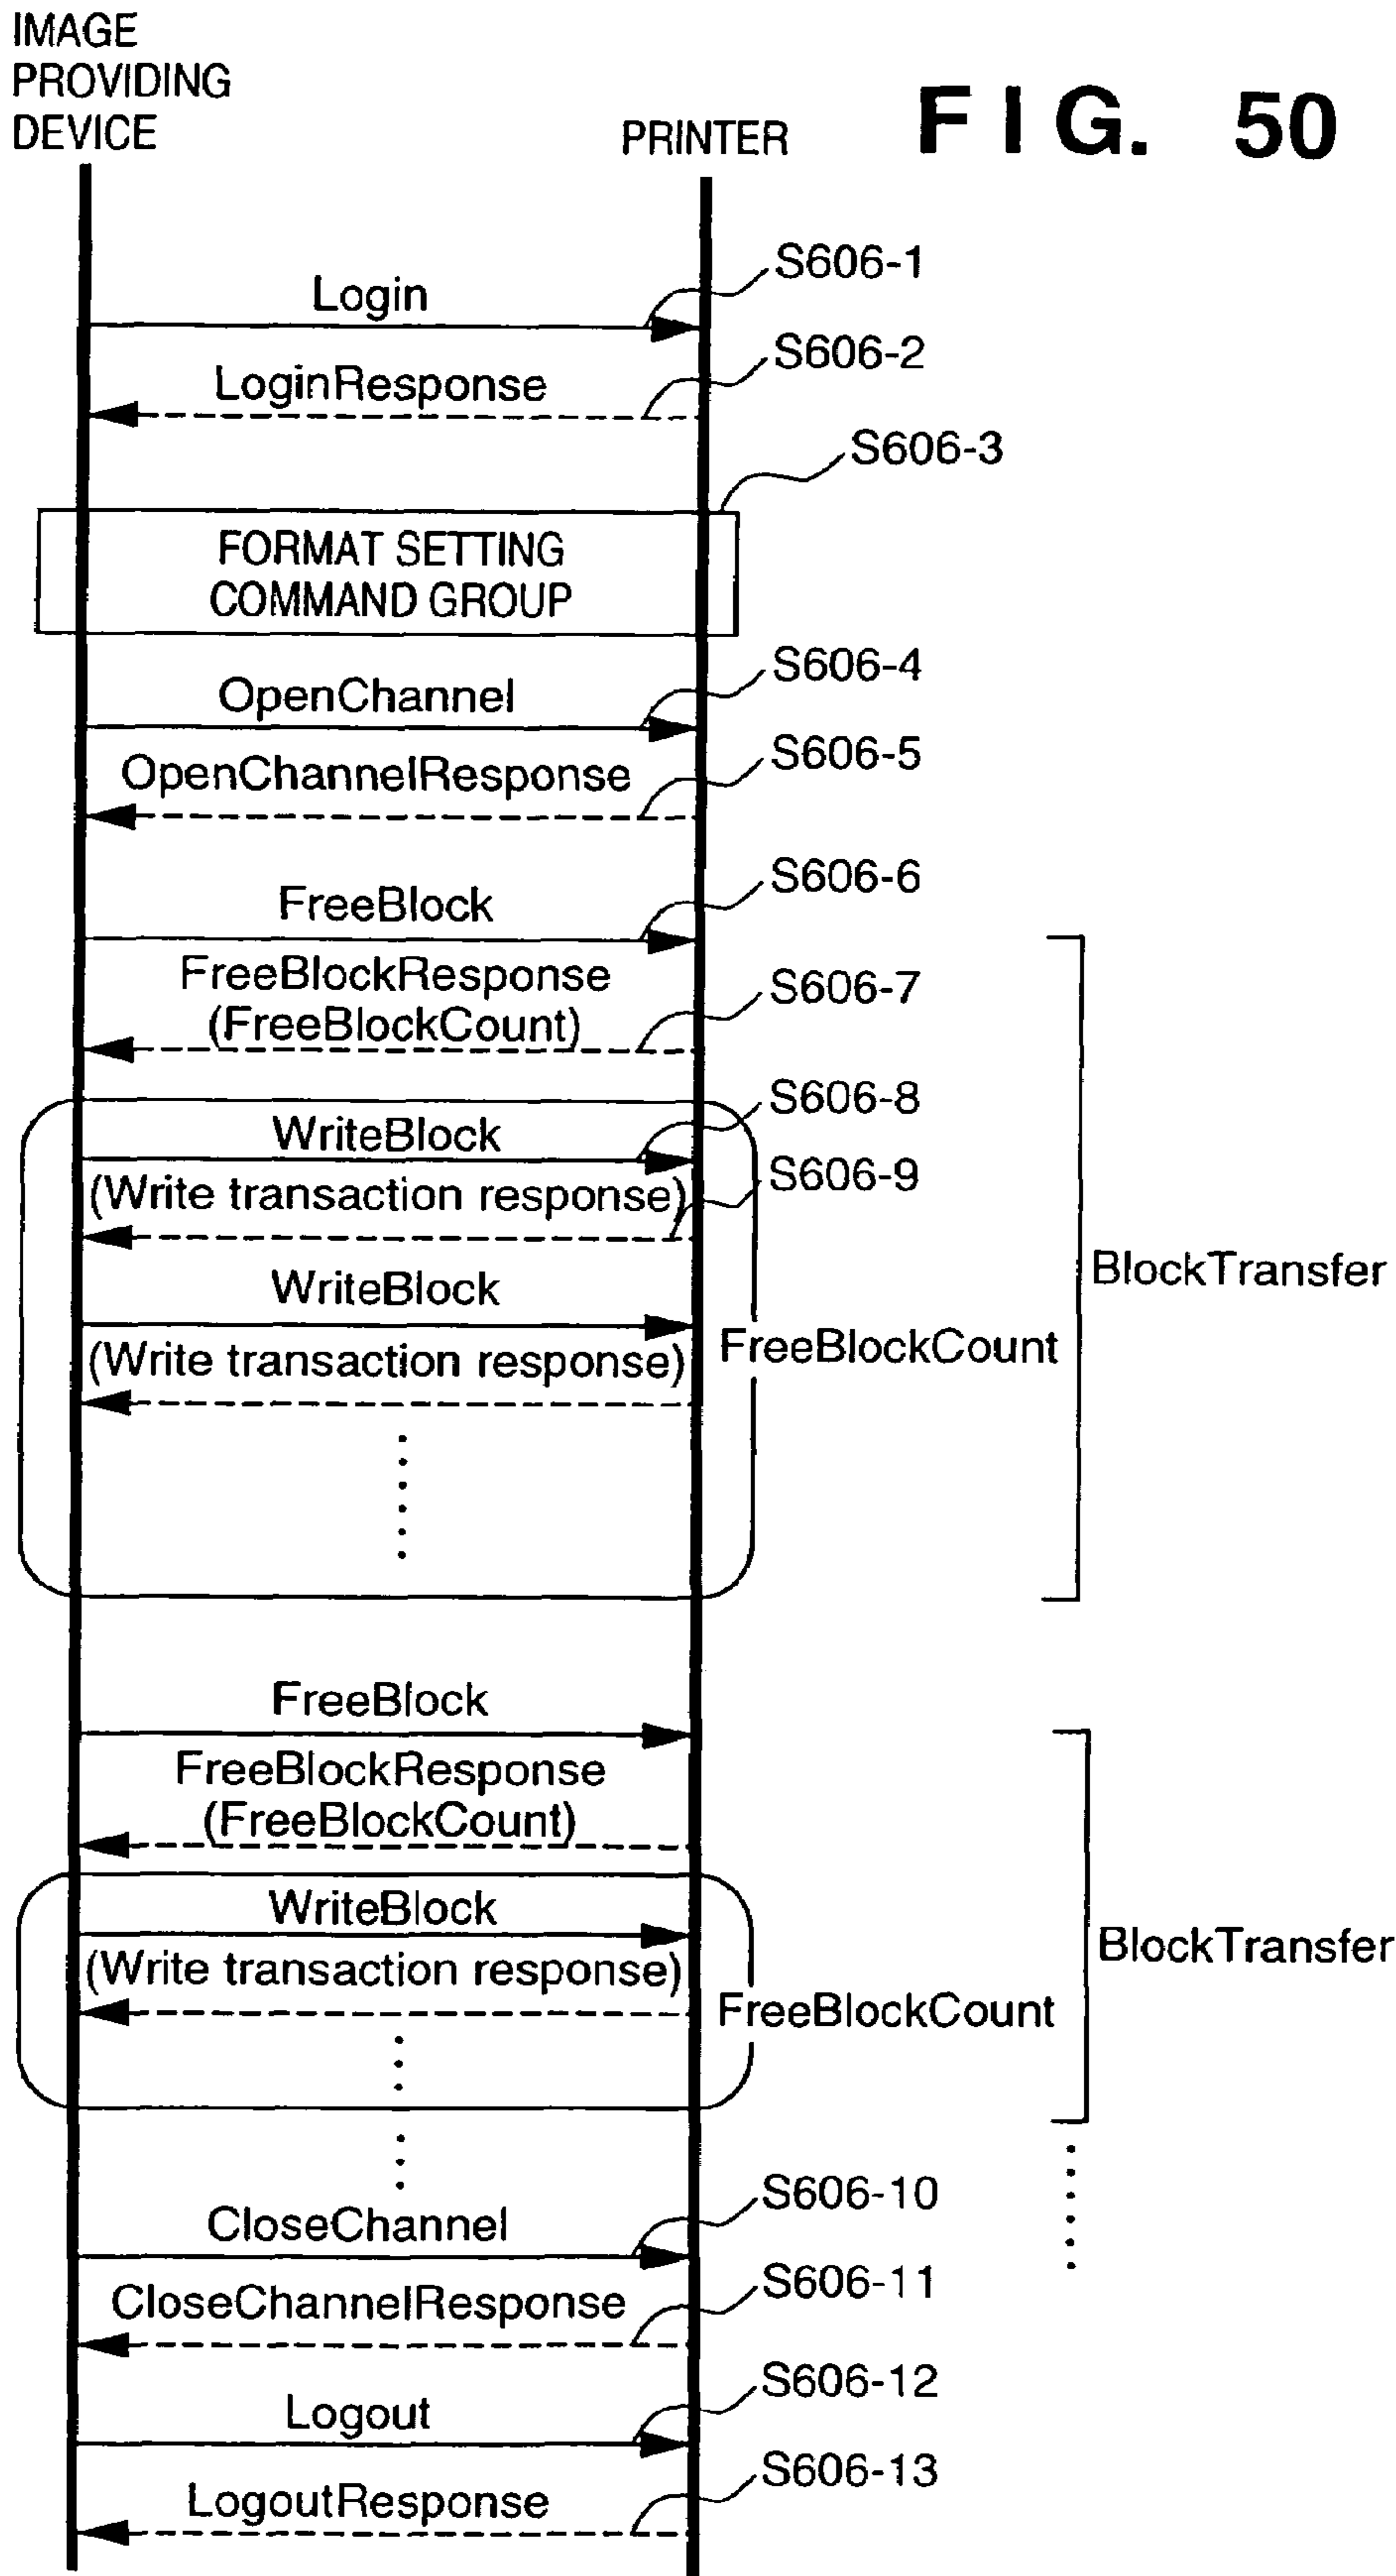 IMAGE
PROVIDING
DEVICE
PRINTER
FIG. 50
S606-1
Login
S606-2
LoginResponse
S606-3
FORMAT SETTING
COMMAND GROUP
S606-4
OpenChannel
S606-5
OpenChannelResponse
S606-6
FreeBlock
FreeBlockResponse
S606-7
(FreeBlockCount)
S606-8
WriteBlock
S606-9
(Write transaction response)
BlockTransfer
WriteBlock
FreeBlockCount
(Write transaction response)
FreeBlock
FreeBlockResponse
(FreeBlockCount)
WriteBlock
BlockTransfer
(Write transaction response)
FreeBlockCount
S606-10
CloseChannel
S606-11
CloseChannelResponse
S606-12
Logout
S606-13
LogoutResponse